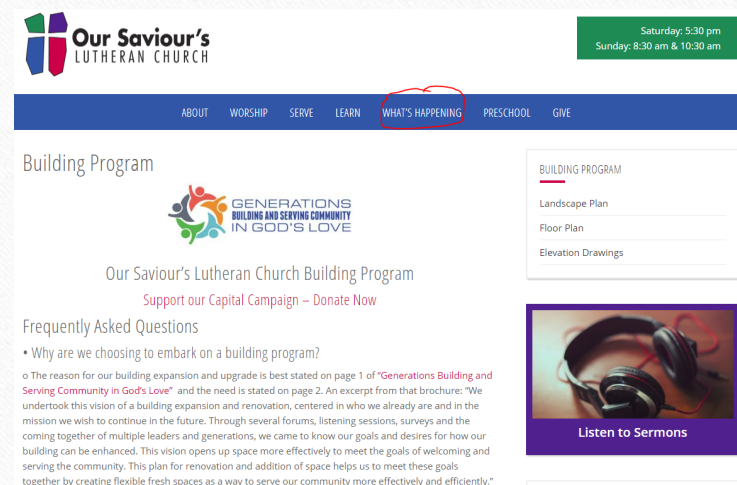 Our Saviour's
LUTHERAN CHURCH
Saturday: 5:30 pm
Sunday: 8:30 am & 10:30 am
ABOUT WORSHIP SERVE LEARN WHAT'S HAPPENING PRESCHOOL GIVE
Building Program
GENERATIONS
BUILDING AND SERVING COMMUNITY
IN GOD'S LOVE
Our Saviour's Lutheran Church Building Program
Support our Capital Campaign – Donate Now
Frequently Asked Questions
• Why are we choosing to embark on a building program?
o The reason for our building expansion and upgrade is best stated on page 1 of "Generations Building and
Serving Community in God's Love" and the need is stated on page 2. An excerpt from that brochure: "We
undertook this vision of a building expansion and renovation, centered in who we already are and in the
mission we wish to continue in the future. Through several forums, listening sessions, surveys and the
coming together of multiple leaders and generations, we came to know our goals and desires for how our
building can be enhanced. This vision opens up space more effectively to meet the goals of welcoming and
serving the community. This plan for renovation and addition of space helps us to meet these goals
together by creating flexible fresh spaces as a way to serve our community more effectively and efficiently."
BUILDING PROGRAM
Landscape Plan
Floor Plan
Elevation Drawings
Listen to Sermons